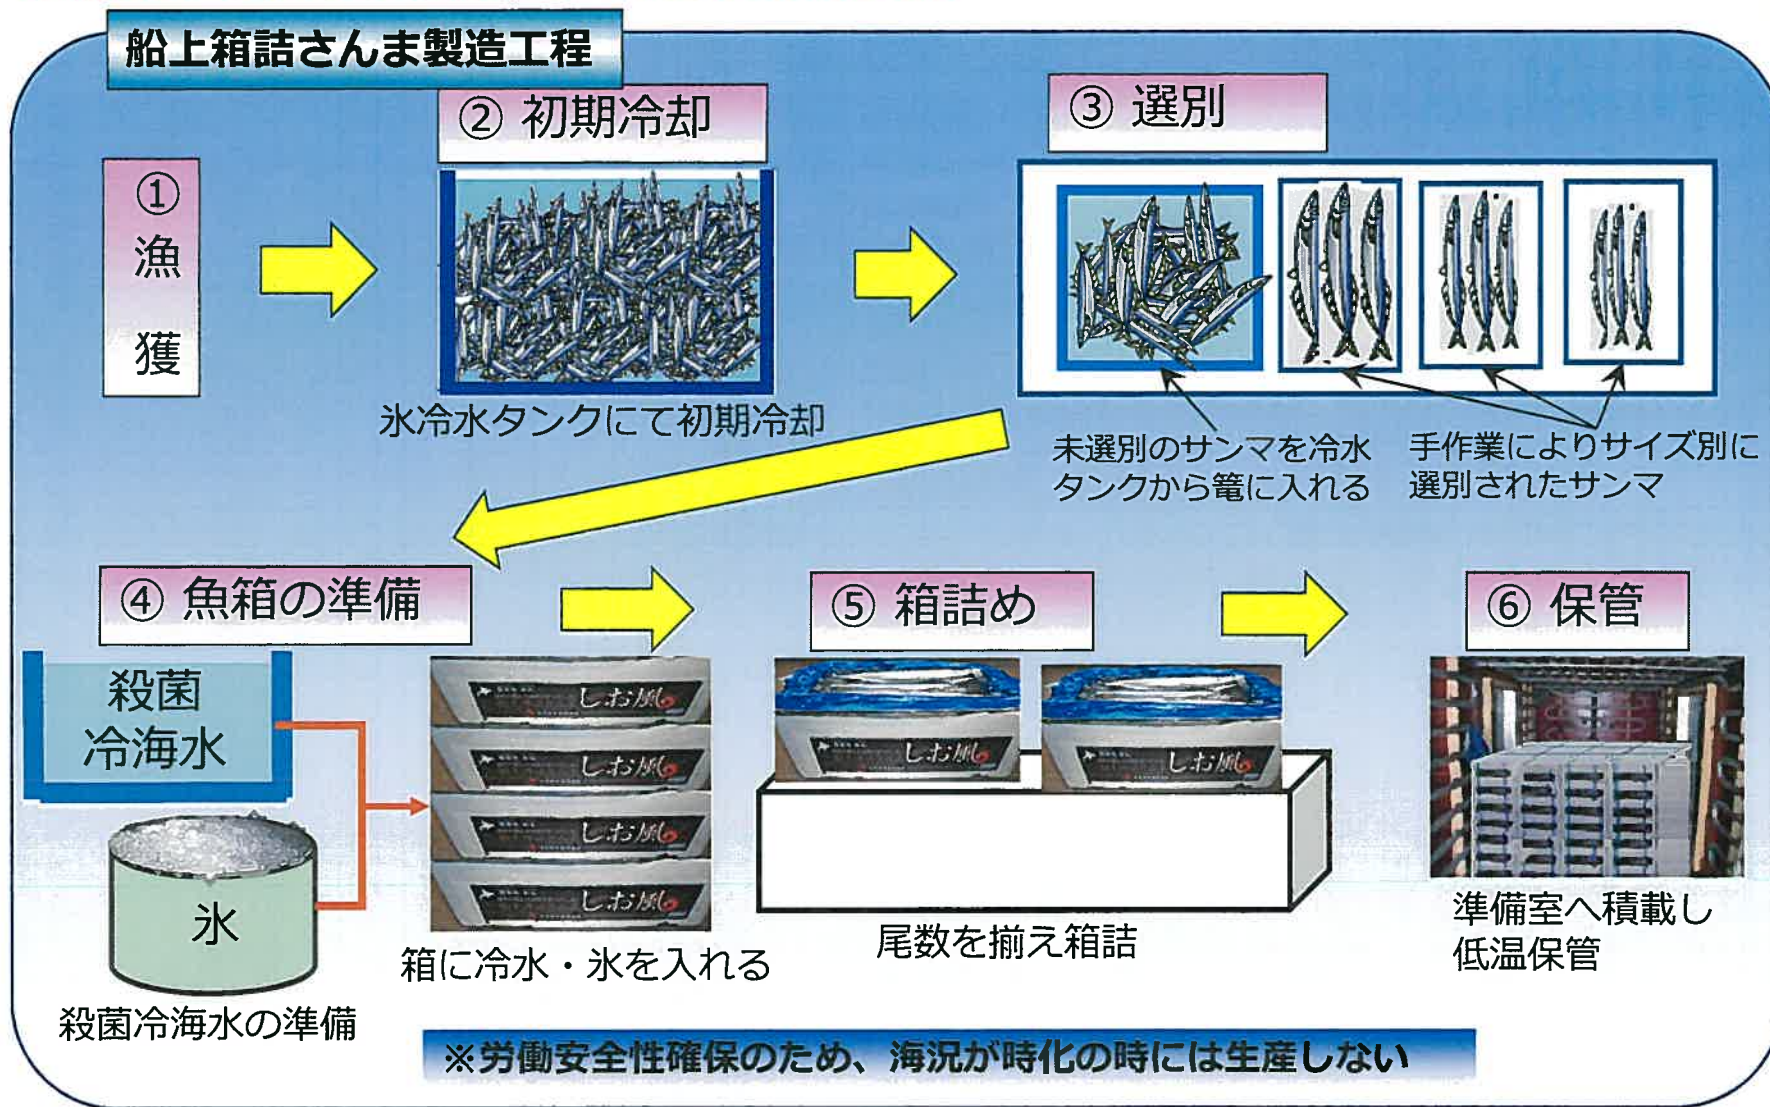 船上箱詰さんま製造工程
① 漁獲
② 初期冷却
氷冷水タンクにて初期冷却
③ 選別
未選別のサンマを冷水
タンクから篭に入れる
手作業によりサイズ別に
選別されたサンマ
④ 魚箱の準備
殺菌
冷海水
氷
殺菌冷海水の準備
しお風
しお風
しお風
しお風
箱に冷水・氷を入れる
⑤ 箱詰め
しお風
しお風
尾数を揃え箱詰
⑥ 保管
準備室へ積載し
低温保管
※労働安全性確保のため、海況が時化の時には生産しない